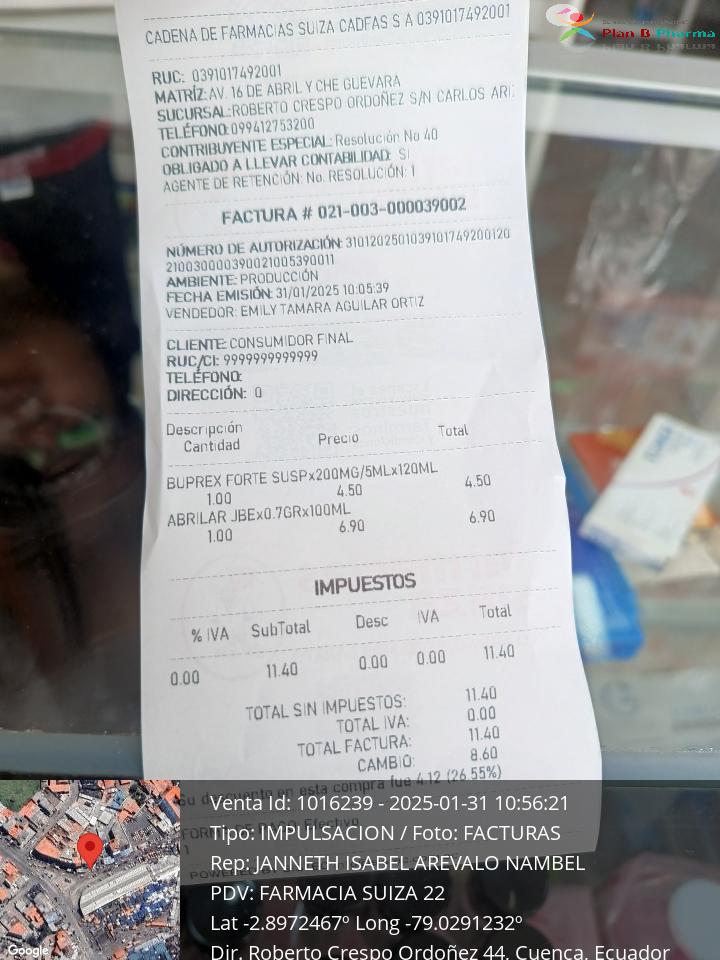 Plan B Pharma
CADENA DE FARMACIAS SUIZA CADFAS S A 0391017492001
RUC: 0391017492001
MATRÍZ: AV. 16 DE ABRIL Y CHE GUEVARA
SUCURSAL: ROBERTO CRESPO ORDOÑEZ S/N CARLOS ARI
TELÉFONO: 099412753200
CONTRIBUYENTE ESPECIAL: Resolución No 40
OBLIGADO A LLEVAR CONTABILIDAD: SI
AGENTE DE RETENCIÓN: No. RESOLUCIÓN: 1
FACTURA # 021-003-000039002
NÚMERO DE AUTORIZACIÓN: 310120250103910174920​0120
2100300003900210053900​11
AMBIENTE: PRODUCCIÓN
FECHA EMISIÓN: 31/01/2025 10:05:39
VENDEDOR: EMILY TAMARA AGUILAR ORTIZ
CLIENTE: CONSUMIDOR FINAL
RUC/CI: 9999999999999
TELÉFONO:
DIRECCIÓN: 0
Descripción
Cantidad Precio Total
BUPREX FORTE SUSPx200MG/5MLx120ML
1.00 4.50 4.50
ABRILAR JBEx0.7GRx100ML
1.00 6.90 6.90
IMPUESTOS
% IVA SubTotal Desc IVA Total
0.00 11.40 0.00 0.00 11.40
TOTAL SIN IMPUESTOS: 11.40
TOTAL IVA: 0.00
TOTAL FACTURA: 11.40
CAMBIO: 8.60
Su descuento en esta compra fue 4.12 (26.55%)
FORMA DE PAGO: Efectivo
Venta Id: 1016239 - 2025-01-31 10:56:21
Tipo: IMPULSACION / Foto: FACTURAS
Rep: JANNETH ISABEL AREVALO NAMBEL
PDV: FARMACIA SUIZA 22
Lat -2.8972467º Long -79.0291232º
Dir. Roberto Crespo Ordoñez 44, Cuenca, Ecuador
Google